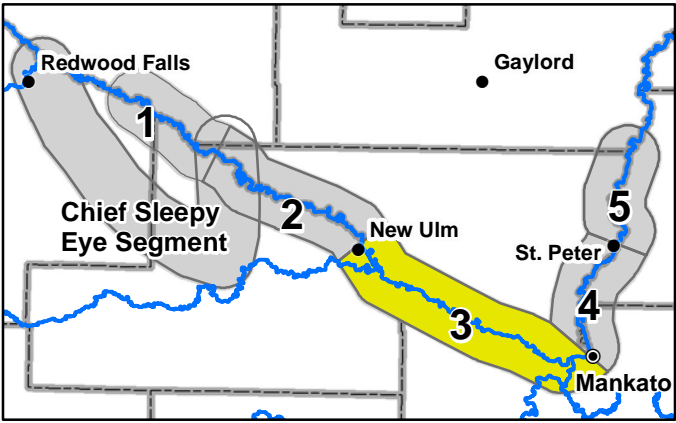 Redwood Falls
Gaylord
1
Chief Sleepy
Eye Segment
2
New Ulm
5
St. Peter
3
4
Mankato